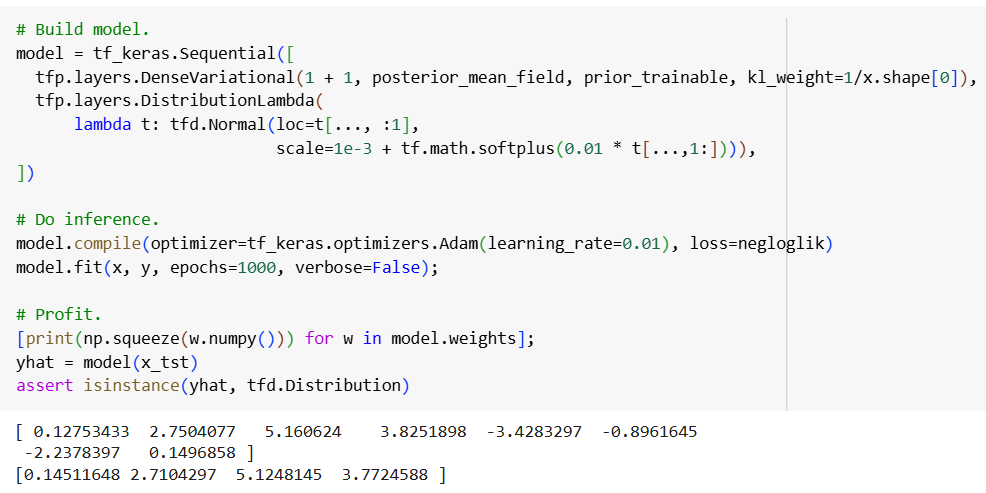 # Build model.
model = tf_keras.Sequential([
  tfp.layers.DenseVariational(1 + 1, posterior_mean_field, prior_trainable, kl_weight=1/x.shape[0]),
  tfp.layers.DistributionLambda(
      lambda t: tfd.Normal(loc=t[..., :1],
                           scale=1e-3 + tf.math.softplus(0.01 * t[...,1:]))),
])

# Do inference.
model.compile(optimizer=tf_keras.optimizers.Adam(learning_rate=0.01), loss=negloglik)
model.fit(x, y, epochs=1000, verbose=False);

# Profit.
[print(np.squeeze(w.numpy())) for w in model.weights];
yhat = model(x_tst)
assert isinstance(yhat, tfd.Distribution)
[ 0.12753433  2.7504077   5.160624    3.8251898  -3.4283297  -0.8961645
 -2.2378397   0.1496858 ]
[0.14511648 2.7104297  5.1248145  3.7724588 ]